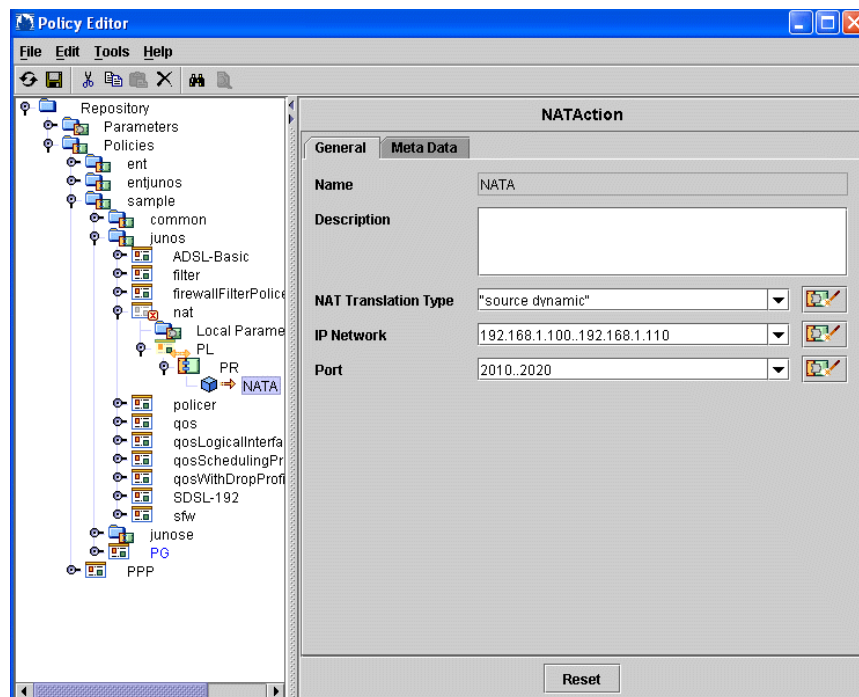 Policy Editor
File Edit Tools Help
Repository
Parameters
Policies
ent
entjunos
sample
common
junos
ADSL-Basic
filter
firewallFilterPolice
nat
Local Parame
PL
PR
NATA
policer
qos
qosLogicalInterfa
qosSchedulingPr
qosWithDropProfi
SDSL-192
sfw
junose
PG
PPP
NATAction
General Meta Data
Name NATA
Description
NAT Translation Type "source dynamic"
IP Network 192.168.1.100..192.168.1.110
Port 2010..2020
Reset